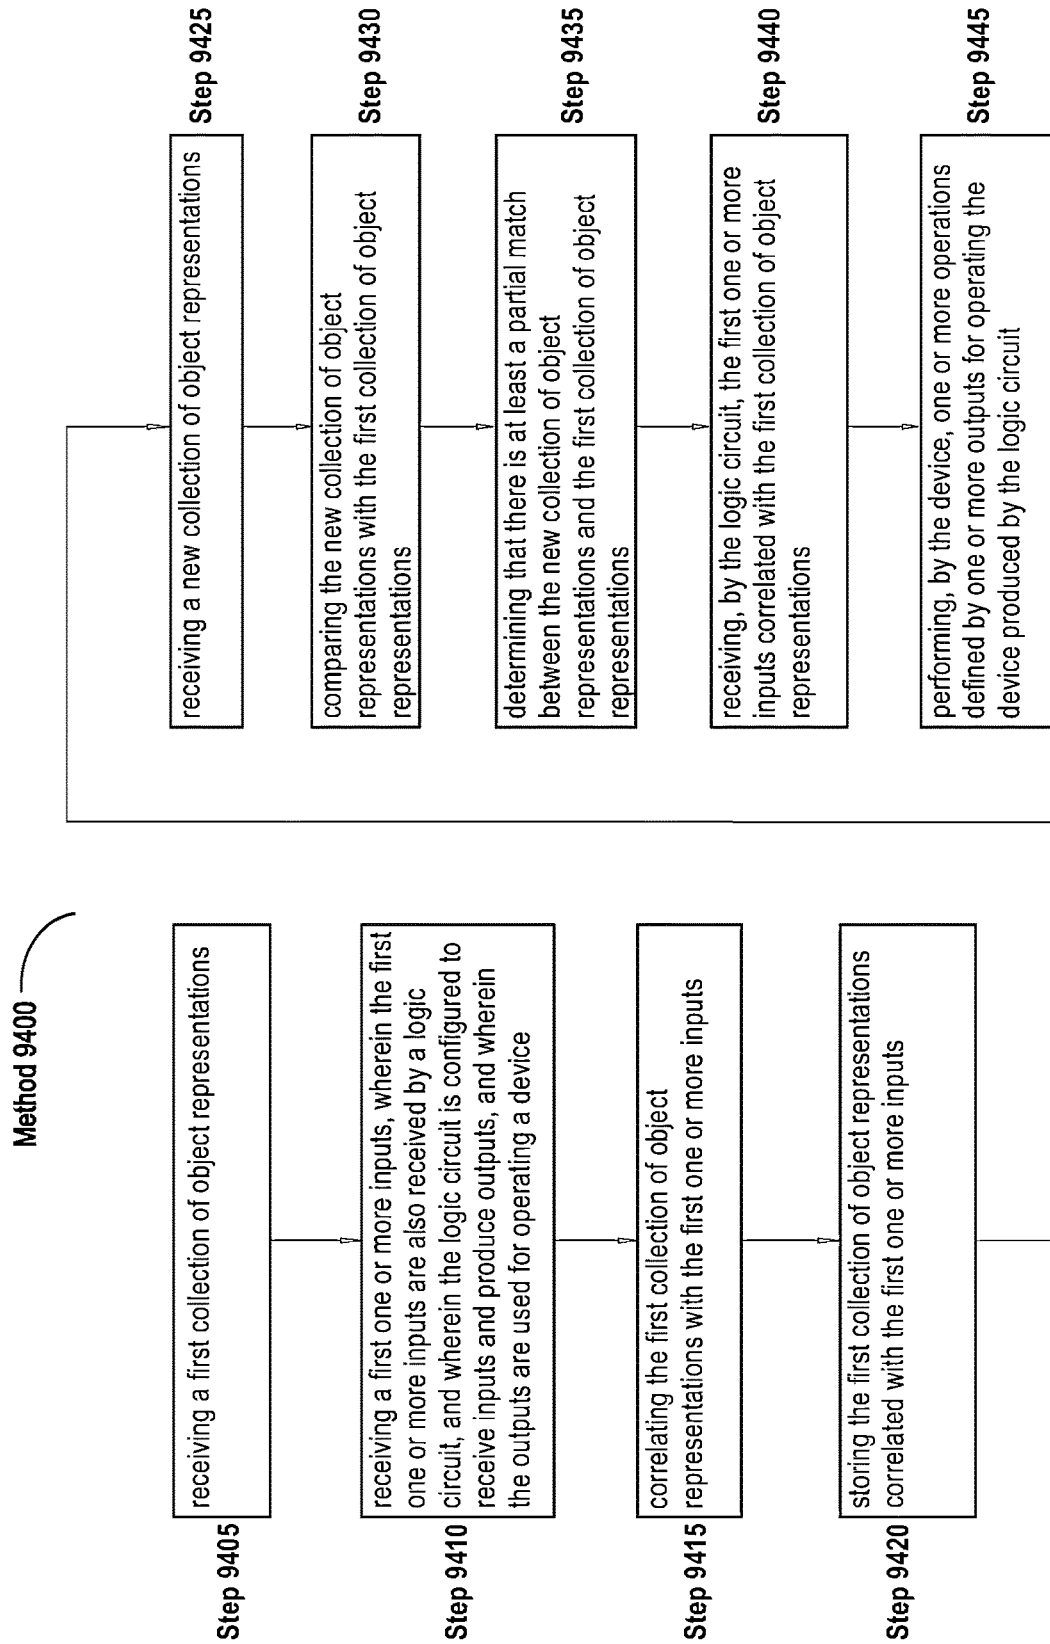 Method 9400
Step 9405
receiving a first collection of object representations
Step 9410
receiving a first one or more inputs, wherein the first
one or more inputs are also received by a logic
circuit, and wherein the logic circuit is configured to
receive inputs and produce outputs, and wherein
the outputs are used for operating a device
Step 9415
correlating the first collection of object
representations with the first one or more inputs
Step 9420
storing the first collection of object representations
correlated with the first one or more inputs
Step 9425
receiving a new collection of object representations
Step 9430
comparing the new collection of object
representations with the first collection of object
representations
Step 9435
determining that there is at least a partial match
between the new collection of object
representations and the first collection of object
representations
Step 9440
receiving, by the logic circuit, the first one or more
inputs correlated with the first collection of object
representations
Step 9445
performing, by the device, one or more operations
defined by one or more outputs for operating the
device produced by the logic circuit